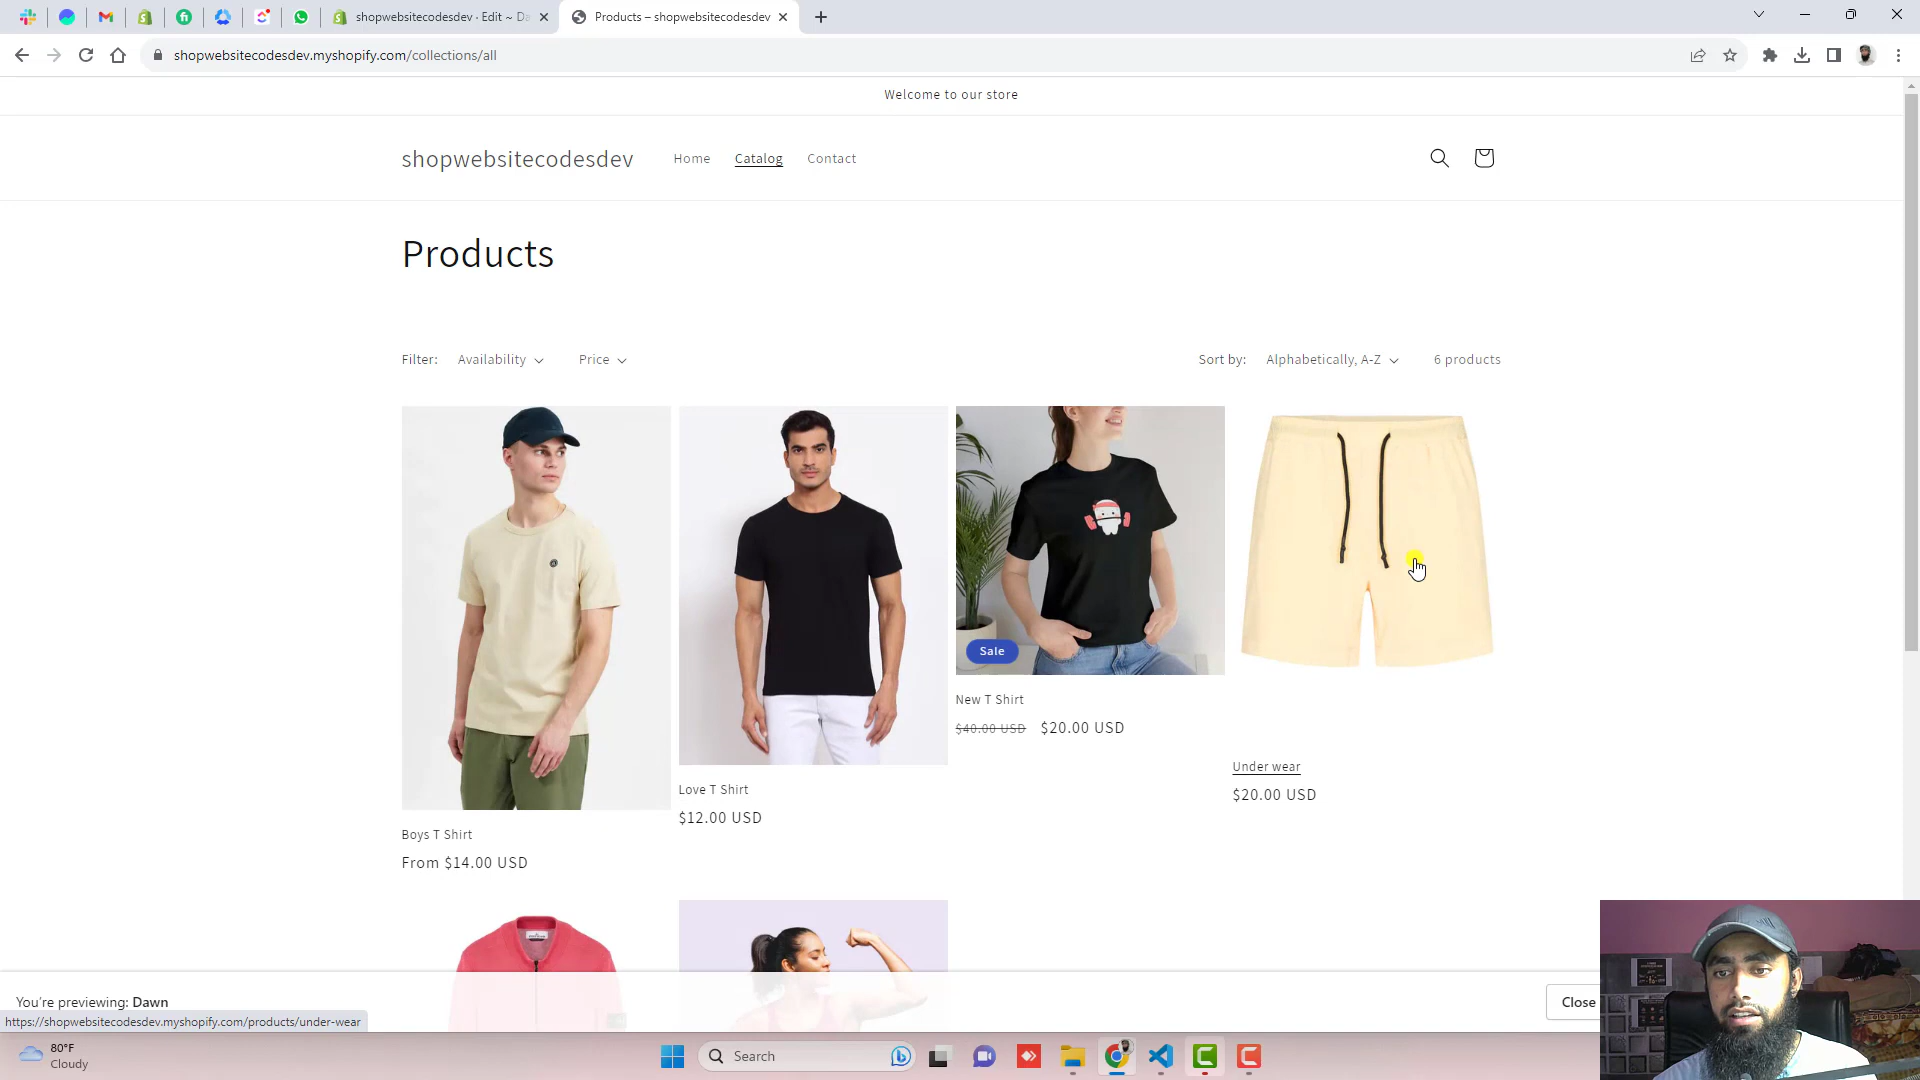 shopwebsitecodesdev · Edit ~ Da
Products – shopwebsitecodesdev
shopwebsitecodesdev.myshopify.com/collections/all
Welcome to our store
shopwebsitecodesdev
Home
Catalog
Contact
Products
Filter:
Availability
Price
Sort by:
Alphabetically, A-Z
6 products
Sale
New T Shirt
$40.00 USD $20.00 USD
Under wear
$20.00 USD
Love T Shirt
$12.00 USD
Boys T Shirt
From $14.00 USD
You're previewing: Dawn
Close
https://shopwebsitecodesdev.myshopify.com/products/under-wear
80°F
Cloudy
Search